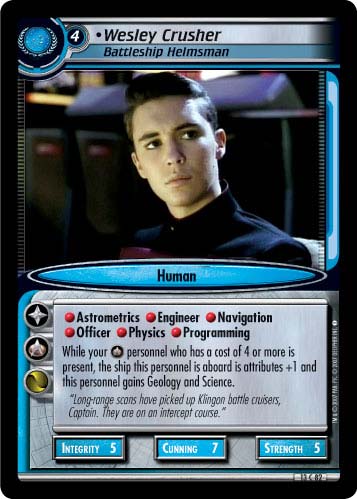 4
•Wesley Crusher
Battleship Helmsman
Human
Astrometrics Engineer Navigation
Officer Physics Programming
While your personnel who has a cost of 4 or more is
present, the ship this personnel is aboard is attributes +1 and
this personnel gains Geology and Science.
"Long-range scans have picked up Klingon battle cruisers,
Captain. They are on an intercept course."
INTEGRITY 5 CUNNING 7 STRENGTH 5